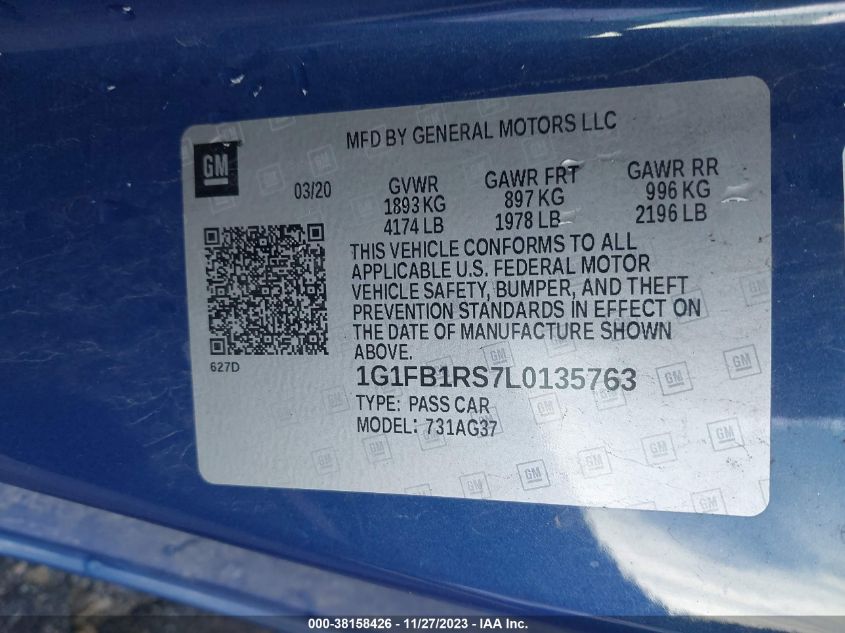 MFD BY GENERAL MOTORS LLC
GM
03/20
GVWR GAWR FRT GAWR RR
1893 KG 897 KG 996 KG
4174 LB 1978 LB 2196 LB
THIS VEHICLE CONFORMS TO ALL
APPLICABLE U.S. FEDERAL MOTOR
VEHICLE SAFETY, BUMPER, AND THEFT
PREVENTION STANDARDS IN EFFECT ON
THE DATE OF MANUFACTURE SHOWN
ABOVE.
627D
1G1FB1RS7L0135763
TYPE: PASS CAR
MODEL: 731AG37
000-38158426 - 11/27/2023 - IAA Inc.